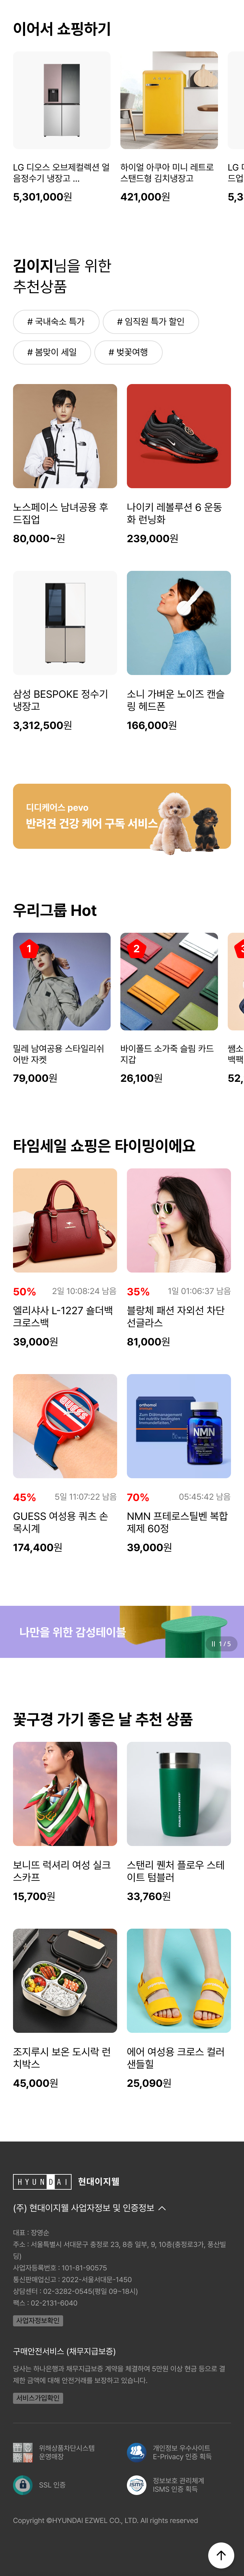 이어서 쇼핑하기
LG 디오스 오브제컬렉션 얼
음정수기 냉장고 ...
5,301,000원
하이얼 아쿠아 미니 레트로
스탠드형 김치냉장고
421,000원
LG
드업
5,3
김이지님을 위한
추천상품
# 국내숙소 특가
# 임직원 특가 할인
# 봄맞이 세일
# 벚꽃여행
노스페이스 남녀공용 후
드집업
80,000~원
나이키 레볼루션 6 운동
화 런닝화
239,000원
삼성 BESPOKE 정수기
냉장고
3,312,500원
소니 가벼운 노이즈 캔슬
링 헤드폰
166,000원
디디케어스 pevo
반려견 건강 케어 구독 서비스
우리그룹 Hot
1
2
3
밀레 남여공용 스타일리쉬
어반 자켓
79,000원
바이폴드 소가죽 슬림 카드
지갑
26,100원
쌤소
백팩
52,
타임세일 쇼핑은 타이밍이에요
50%
2일 10:08:24 남음
엘리샤사 L-1227 숄더백
크로스백
39,000원
35%
1일 01:06:37 남음
블랑체 패션 자외선 차단
선글라스
81,000원
GUESS
orthomol
NMN
45%
5일 11:07:22 남음
GUESS 여성용 쿼츠 손
목시계
174,400원
70%
05:45:42 남음
NMN 프테로스틸벤 복합
제제 60정
39,000원
나만을 위한 감성테이블
1 / 5
꽃구경 가기 좋은 날 추천 상품
보니뜨 럭셔리 여성 실크
스카프
15,700원
스탠리 퀜처 플로우 스테
이트 텀블러
33,760원
조지루시 보온 도시락 런
치박스
45,000원
에어 여성용 크로스 컬러
샌들힐
25,090원
HYUNDAI 현대이지웰
(주) 현대이지웰 사업자정보 및 인증정보
대표 : 장영순
주소 : 서울특별시 서대문구 충정로 23, 8층 일부, 9, 10층(충정로3가, 풍산빌
딩)
사업자등록번호 : 101-81-90575
통신판매업신고 : 2022-서울서대문-1450
상담센터 : 02-3282-0545(평일 09~18시)
팩스 : 02-2131-6040
사업자정보확인
구매안전서비스 (채무지급보증)
당사는 하나은행과 채무지급보증 계약을 체결하여 5만원 이상 현금 등으로 결
제한 금액에 대해 안전거래를 보장하고 있습니다.
서비스가입확인
위해상품차단시스템
운영매장
개인정보 우수사이트
E-Privacy 인증 획득
SSL 인증
isms
정보보호 관리체계
ISMS 인증 획득
Copyright ©HYUNDAI EZWEL CO., LTD. All rights reserved